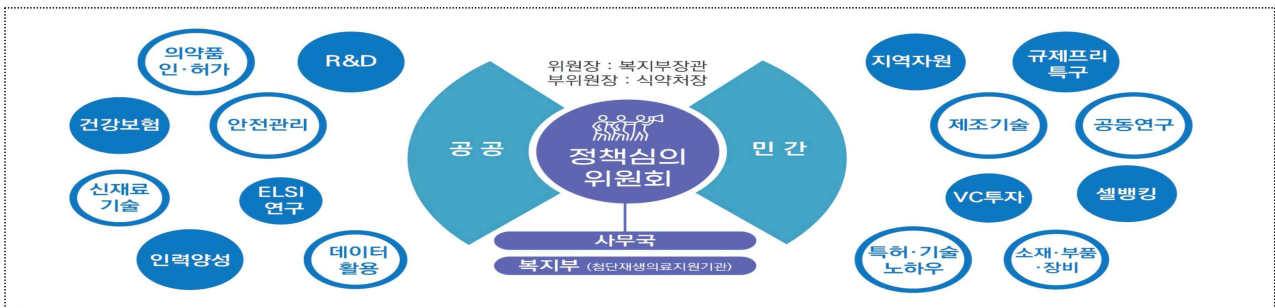 의약품
인·허가
R&D
건강보험
안전관리
신재료
기술
ELSI
연구
인력양성
데이터
활용
위원장 : 복지부장관
부위원장 : 식약처장
공 공
정책심의
위원회
민 간
사무국
복지부 (첨단재생의료지원기관)
지역자원
규제프리
특구
제조기술
공동연구
VC투자
셀뱅킹
특허·기술
노하우
소재·부품
·장비